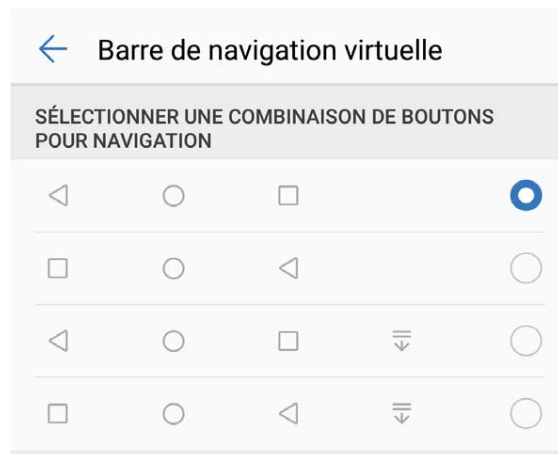 Barre de navigation virtuelle
SÉLECTIONNER UNE COMBINAISON DE BOUTONS
POUR NAVIGATION